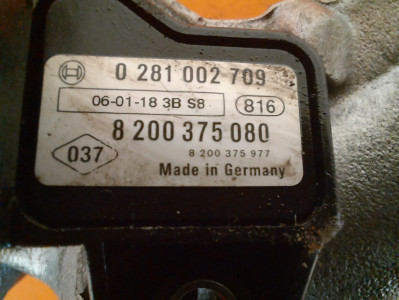 0 281 002 709
06-01-18 3B S8 816
8 200 375 080
037 8 200 375 977
Made in Germany